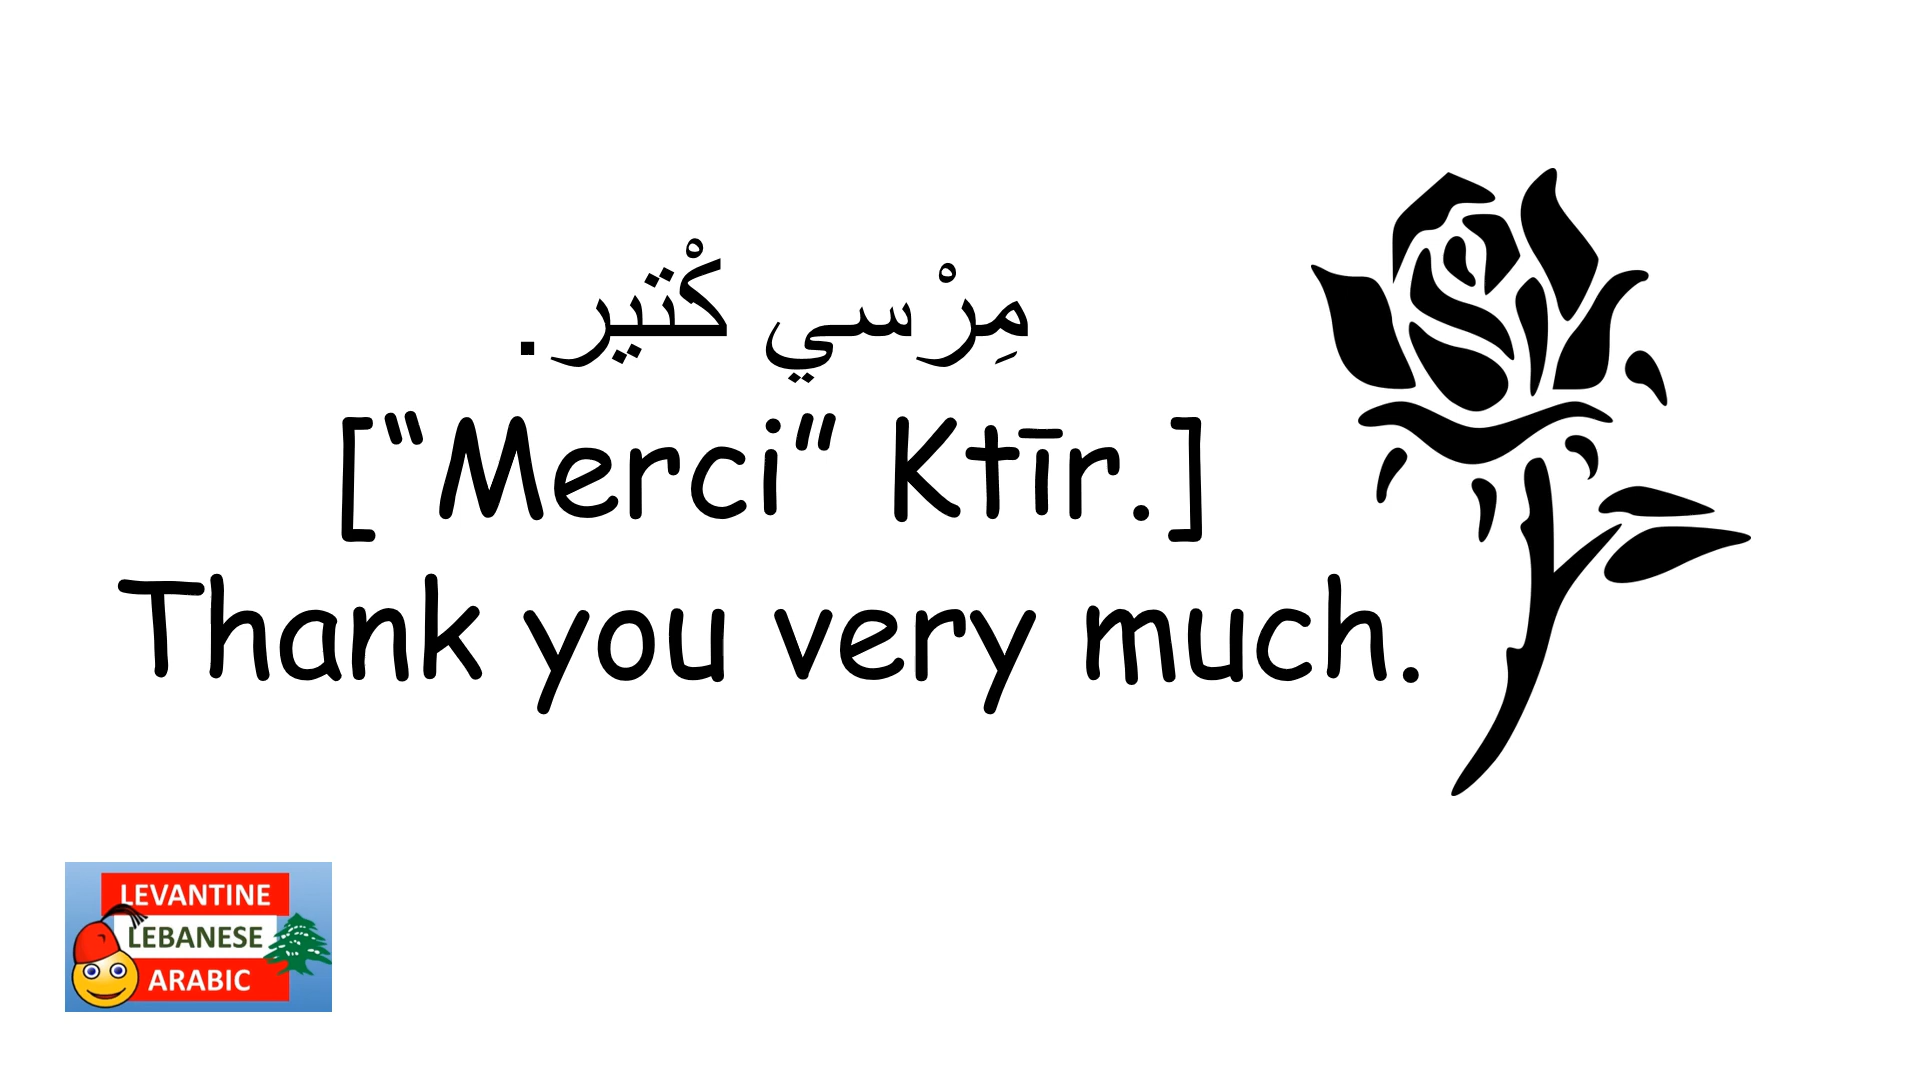 مِرْسي كْتير.
[“Merci” Ktīr.]
Thank you very much.
LEVANTINE
LEBANESE
ARABIC